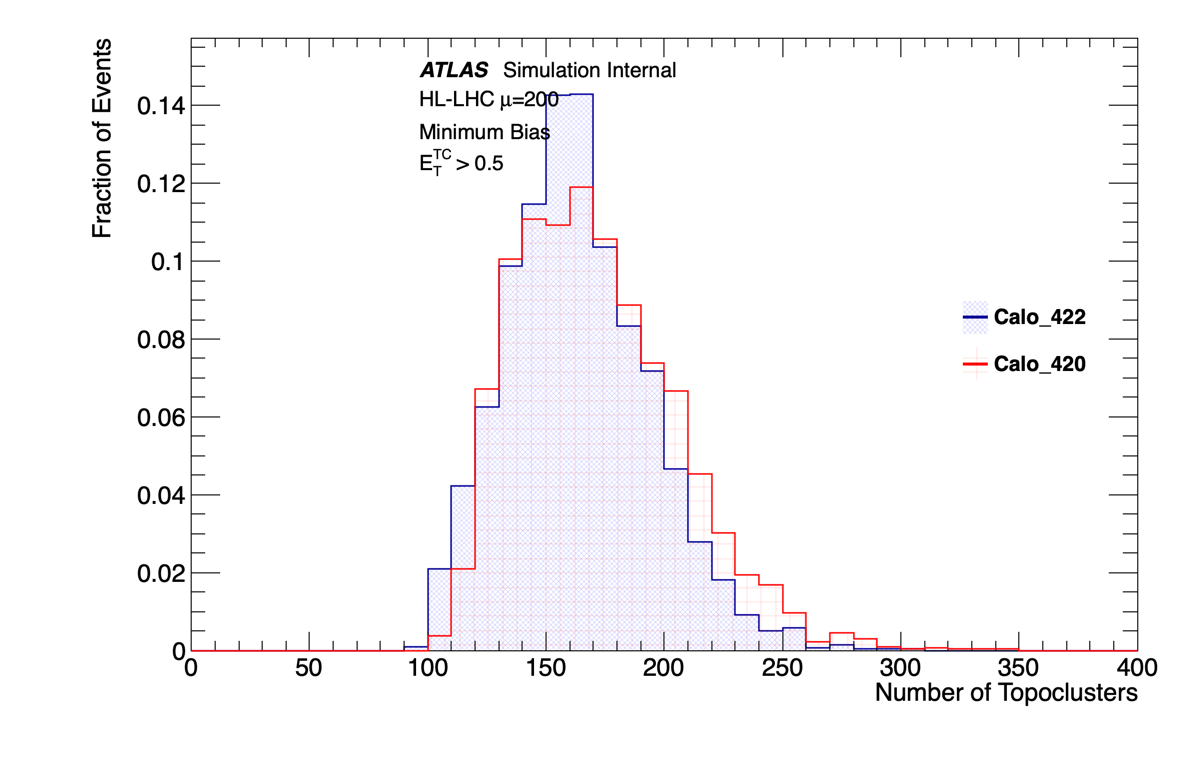 Fraction of Events
ATLAS Simulation Internal
HL-LHC μ=200
Minimum Bias
E_T^TC > 0.5
0.14
0.12
0.1
0.08
0.06
0.04
0.02
0
Calo_422
Calo_420
0 50 100 150 200 250 300 350 400
Number of Topoclusters